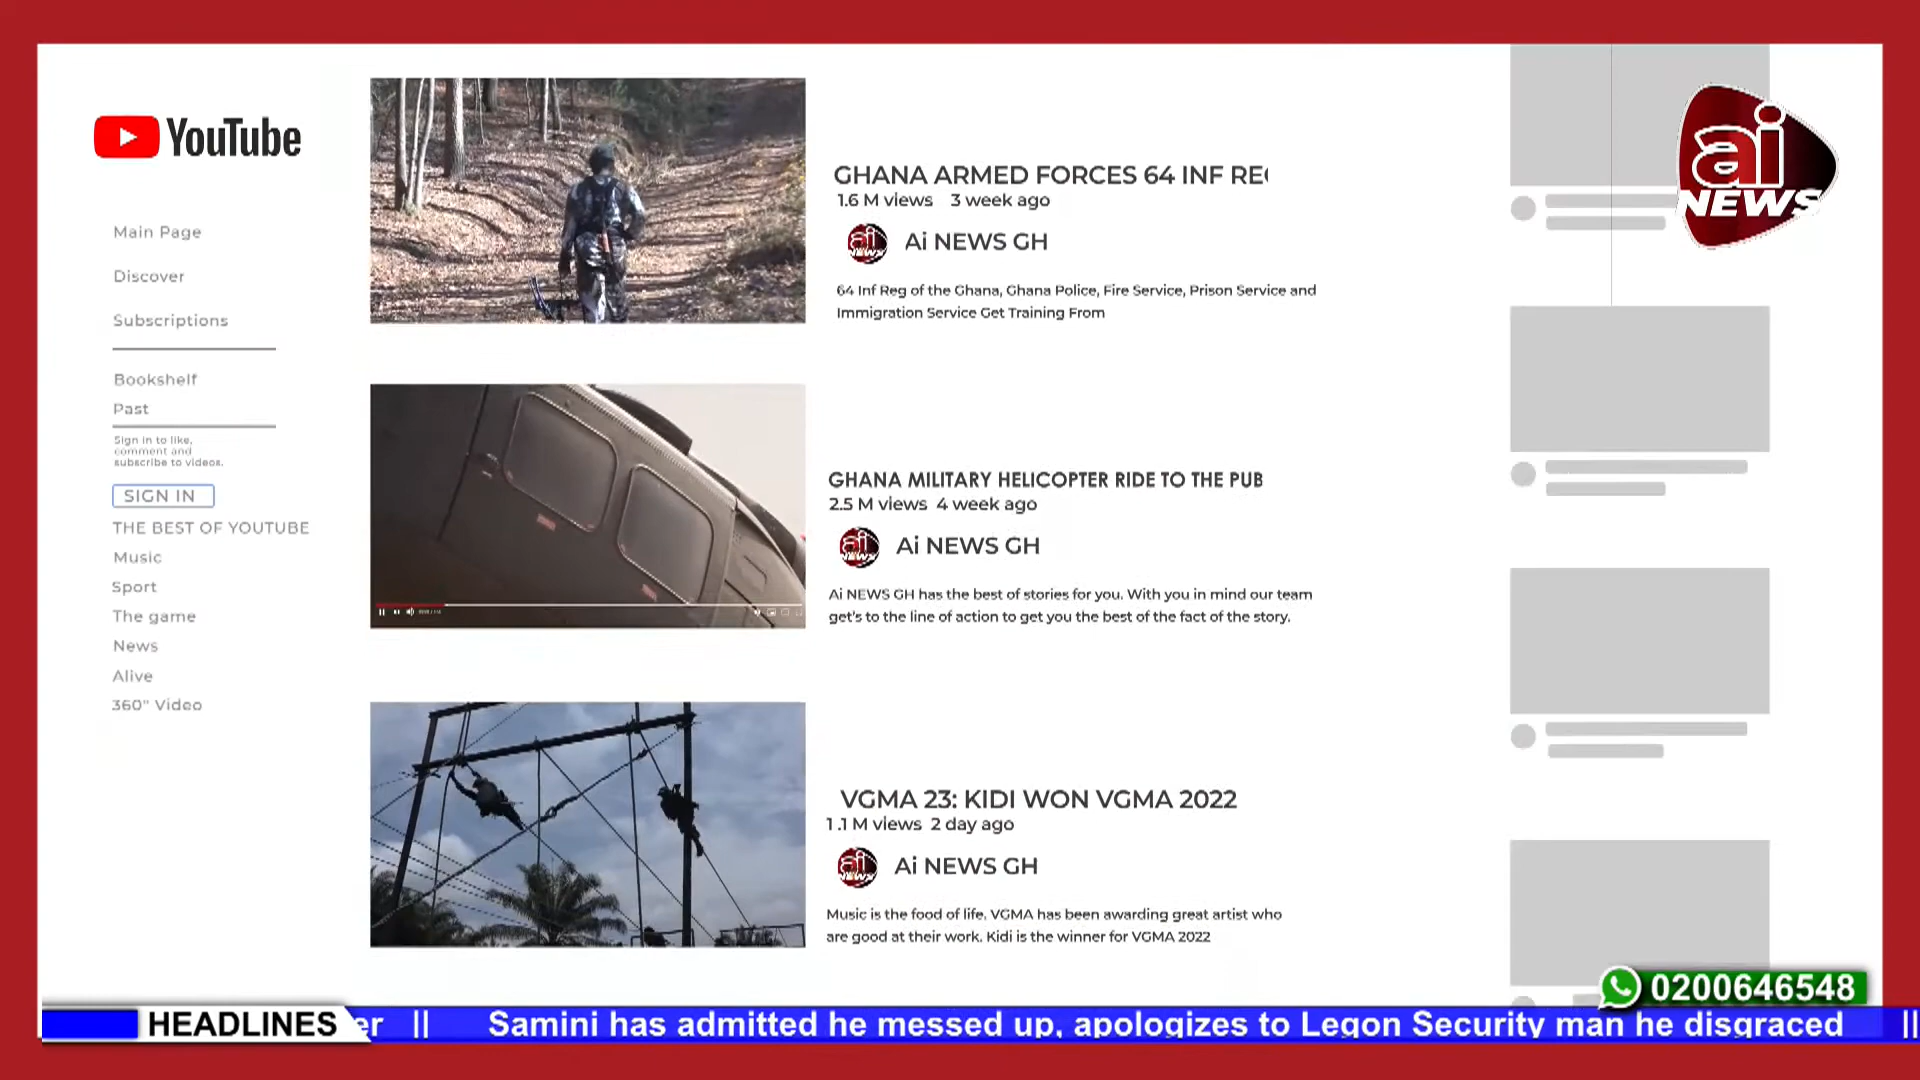 YouTube
Main Page
Discover
Subscriptions
Bookshelf
Past
Sign in to like,
comment and
subscribe to videos.
SIGN IN
THE BEST OF YOUTUBE
Music
Sport
The game
News
Alive
360" Video
GHANA ARMED FORCES 64 INF RE
1.6 M views 3 week ago
ai NEWS
Ai NEWS GH
64 Inf Reg of the Ghana, Ghana Police, Fire Service, Prison Service and
Immigration Service Get Training From
GHANA MILITARY HELICOPTER RIDE TO THE PUB
2.5 M views 4 week ago
ai NEWS
Ai NEWS GH
Ai NEWS GH has the best of stories for you. With you in mind our team
get's to the line of action to get you the best of the fact of the story.
VGMA 23: KIDI WON VGMA 2022
1 .1 M views 2 day ago
ai NEWS
Ai NEWS GH
Music is the food of life. VGMA has been awarding great artist who
are good at their work. Kidi is the winner for VGMA 2022
ai
NEWS
0200646548
HEADLINES er || Samini has admitted he messed up, apologizes to Legon Security man he disgraced ||